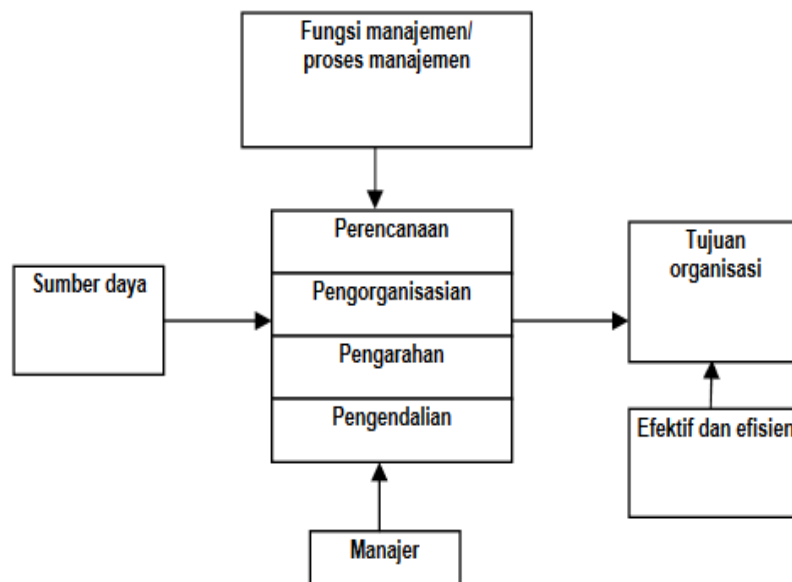 Fungsi manajemen/
proses manajemen
Perencanaan
Pengorganisasian
Pengarahan
Pengendalian
Sumber daya
Tujuan
organisasi
Efektif dan efisien
Manajer